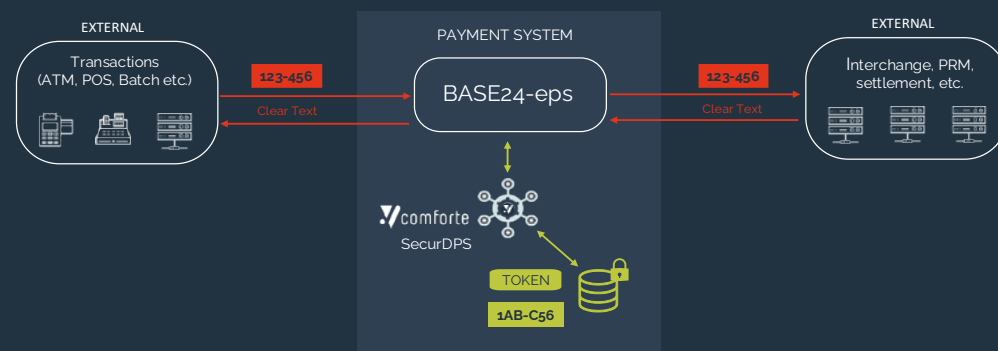 EXTERNAL
Transactions
(ATM, POS, Batch etc.)
123-456
Clear Text
PAYMENT SYSTEM
BASE24-eps
comforte
SecurDPS
TOKEN
1AB-C56
123-456
Clear Text
EXTERNAL
Interchange, PRM,
settlement, etc.